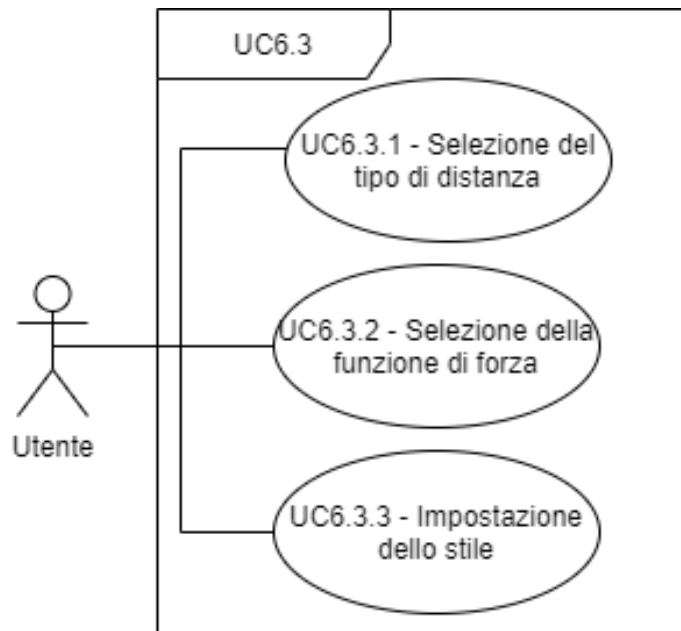 UC6.3
UC6.3.1 - Selezione del
tipo di distanza
UC6.3.2 - Selezione della
funzione di forza
Utente
UC6.3.3 - Impostazione
dello stile